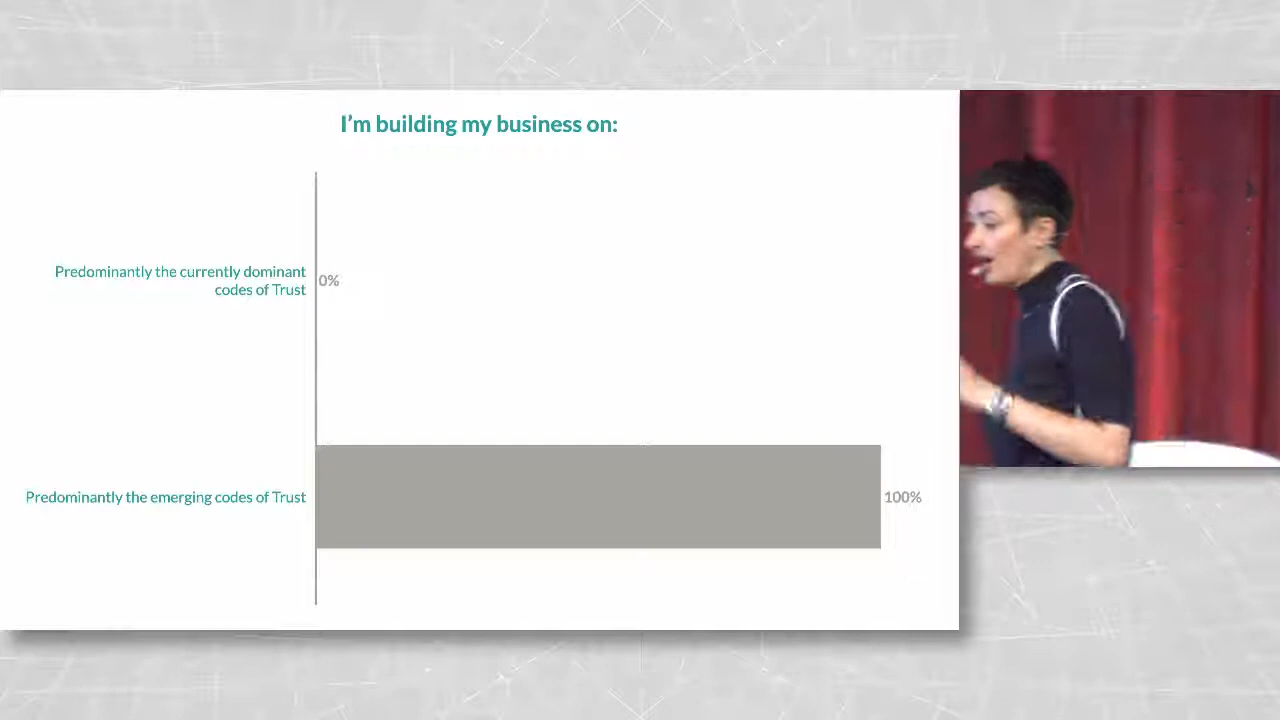 I'm building my business on:
Predominantly the currently dominant
codes of Trust
0%
Predominantly the emerging codes of Trust
100%